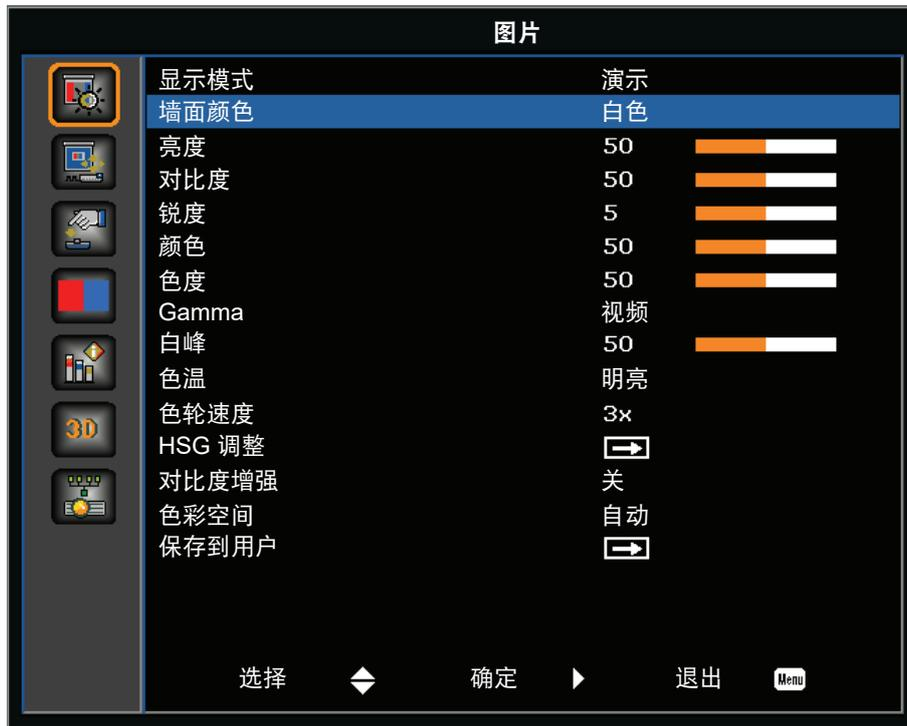 图片
显示模式 演示
墙面颜色 白色
亮度 50
对比度 50
锐度 5
颜色 50
色度 50
Gamma 视频
白峰 50
色温 明亮
色轮速度 3x
HSG 调整
对比度增强 关
色彩空间 自动
保存到用户
3D
选择 确定 退出 Menu